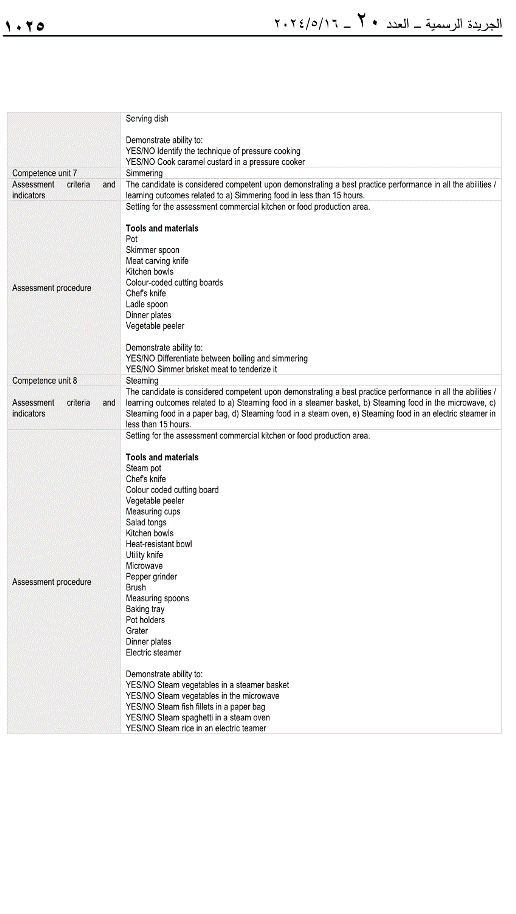 ١٠٢٥
الجريدة الرسمية ــ العدد ٢٠ ــ ٢٠٢٤/٥/١٦
Serving dish
Demonstrate ability to:
YES/NO Identify the technique of pressure cooking
YES/NO Cook caramel custard in a pressure cooker
Competence unit 7
Simmering
Assessment criteria and
indicators
The candidate is considered competent upon demonstrating a best practice performance in all the abilities /
learning outcomes related to a) Simmering food in less than 15 hours.
Assessment procedure
Setting for the assessment commercial kitchen or food production area.
Tools and materials
Pot
Skimmer spoon
Meat carving knife
Kitchen bowls
Colour-coded cutting boards
Chef's knife
Ladle spoon
Dinner plates
Vegetable peeler
Demonstrate ability to:
YES/NO Differentiate between boiling and simmering
YES/NO Simmer brisket meat to tenderize it
Competence unit 8
Steaming
Assessment criteria and
indicators
The candidate is considered competent upon demonstrating a best practice performance in all the abilities /
learning outcomes related to a) Steaming food in a steamer basket, b) Steaming food in the microwave, c)
Steaming food in a paper bag, d) Steaming food in a steam oven, e) Steaming food in an electric steamer in
less than 15 hours.
Assessment procedure
Setting for the assessment commercial kitchen or food production area.
Tools and materials
Steam pot
Chef's knife
Colour coded cutting board
Vegetable peeler
Measuring cups
Salad tongs
Kitchen bowls
Heat-resistant bowl
Utility knife
Microwave
Pepper grinder
Brush
Measuring spoons
Baking tray
Pot holders
Grater
Dinner plates
Electric steamer
Demonstrate ability to:
YES/NO Steam vegetables in a steamer basket
YES/NO Steam vegetables in the microwave
YES/NO Steam fish fillets in a paper bag
YES/NO Steam spaghetti in a steam oven
YES/NO Steam rice in an electric teamer